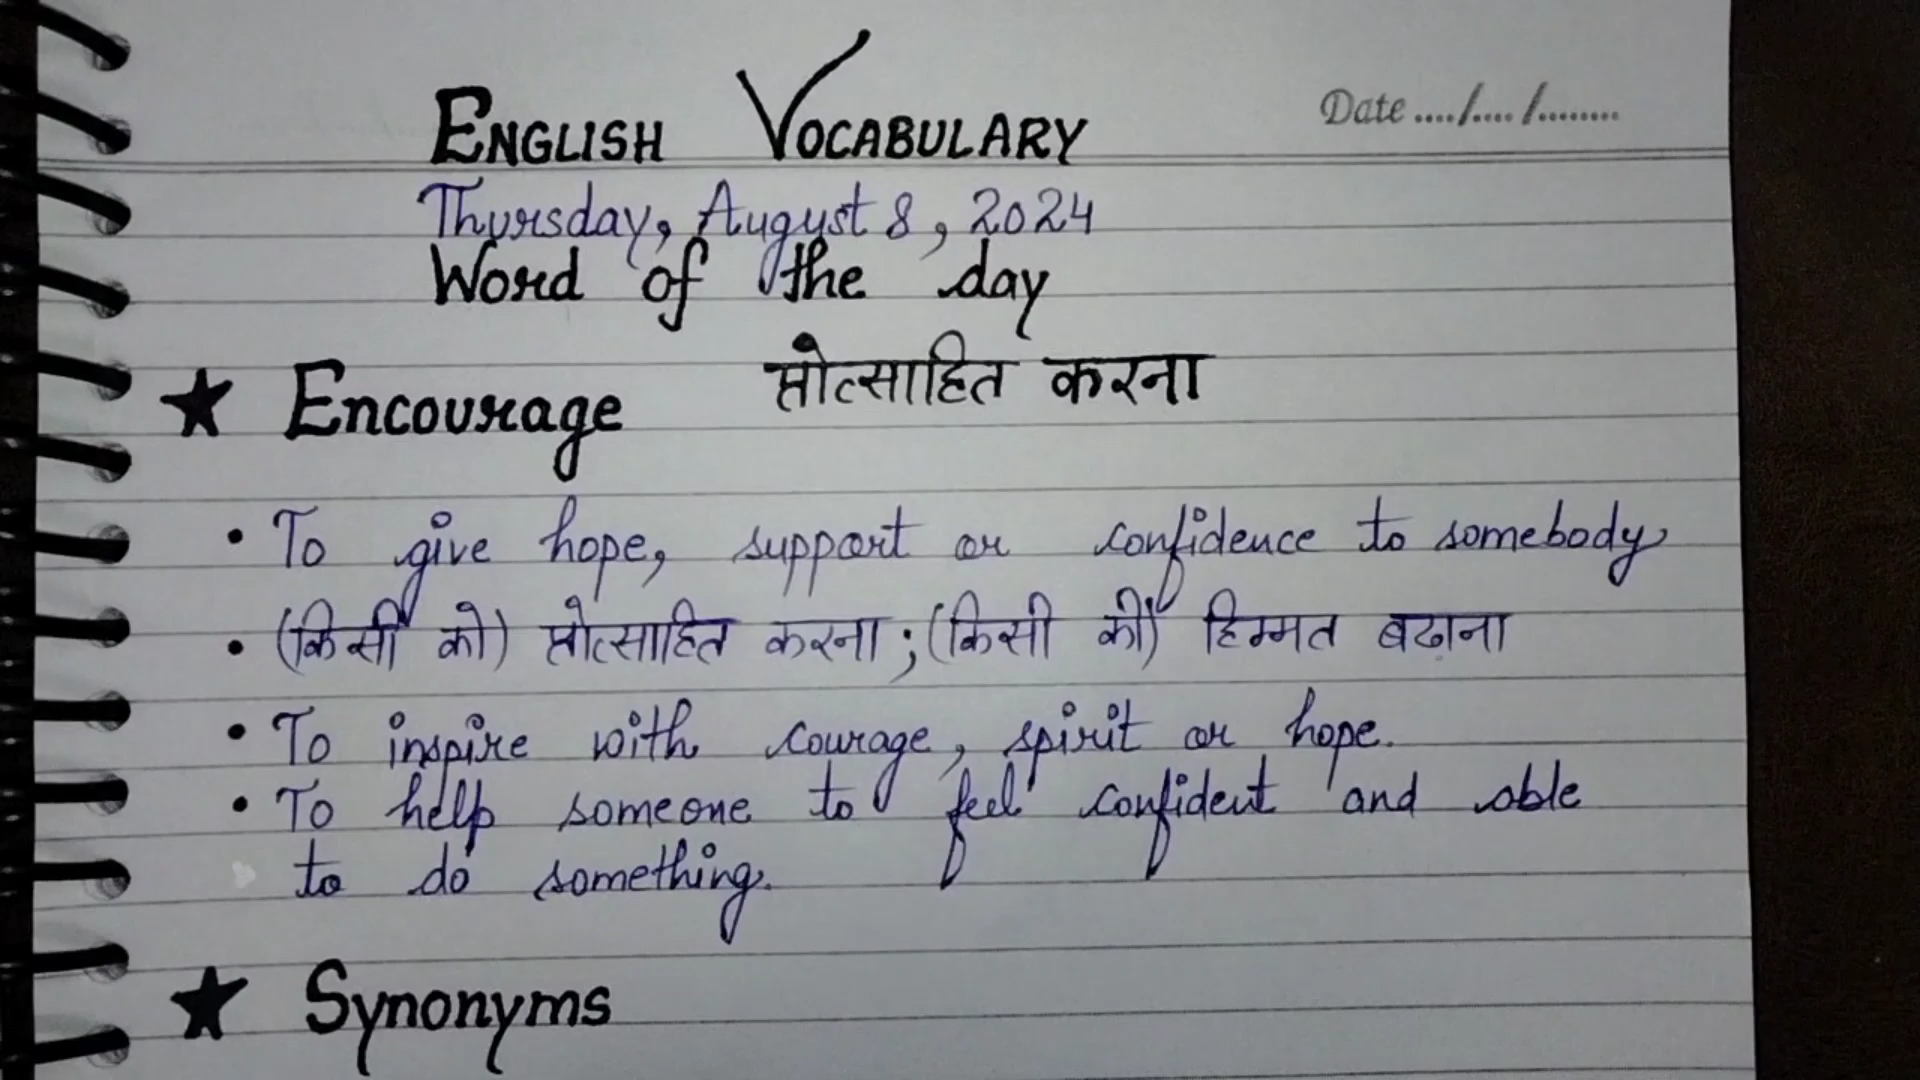 ENGLISH VOCABULARY
Date ..../..../........
Thursday, August 8, 2024
Word of the day
★ Encourage प्रोत्साहित करना
• To give hope, support or confidence to somebody
• (किसी को) प्रोत्साहित करना; (किसी की) हिम्मत बढाना
• To inspire with courage, spirit or hope.
• To help someone to feel confident and able
to do something.
★ Synonyms